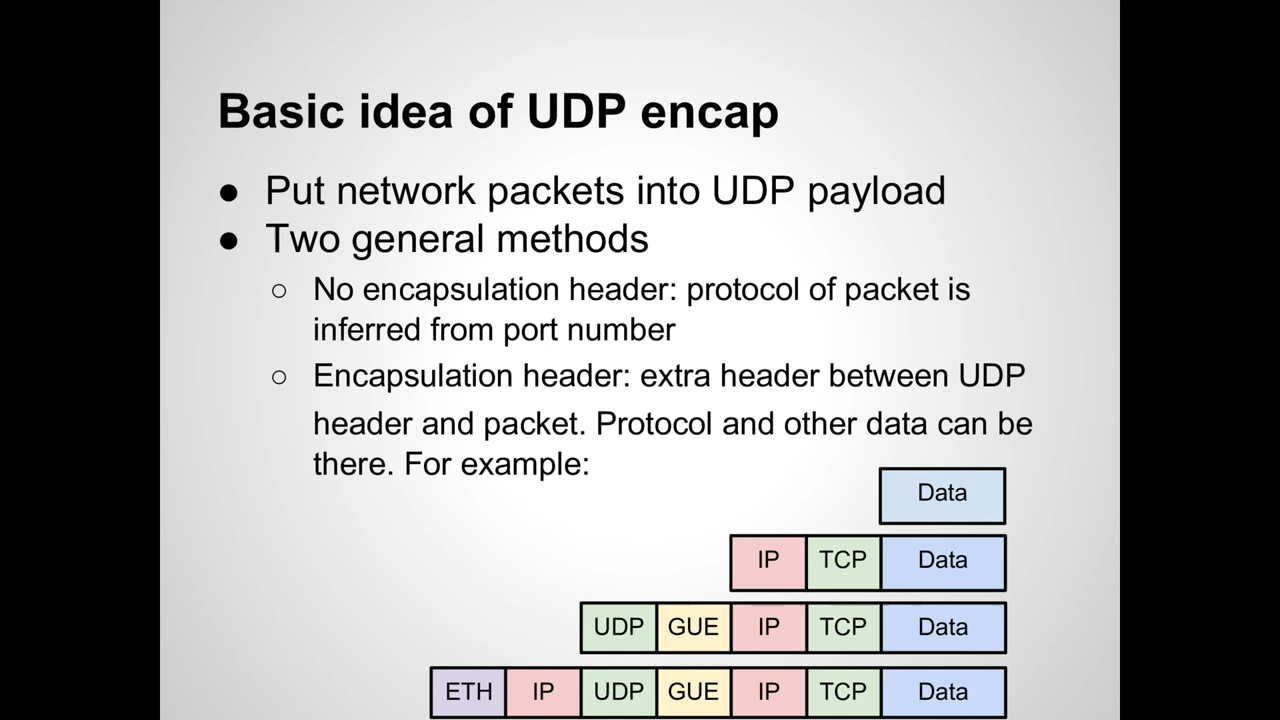 Basic idea of UDP encap
● Put network packets into UDP payload
● Two general methods
○ No encapsulation header: protocol of packet is
inferred from port number
○ Encapsulation header: extra header between UDP
header and packet. Protocol and other data can be
there. For example:
Data
IP TCP Data
UDP GUE IP TCP Data
ETH IP UDP GUE IP TCP Data